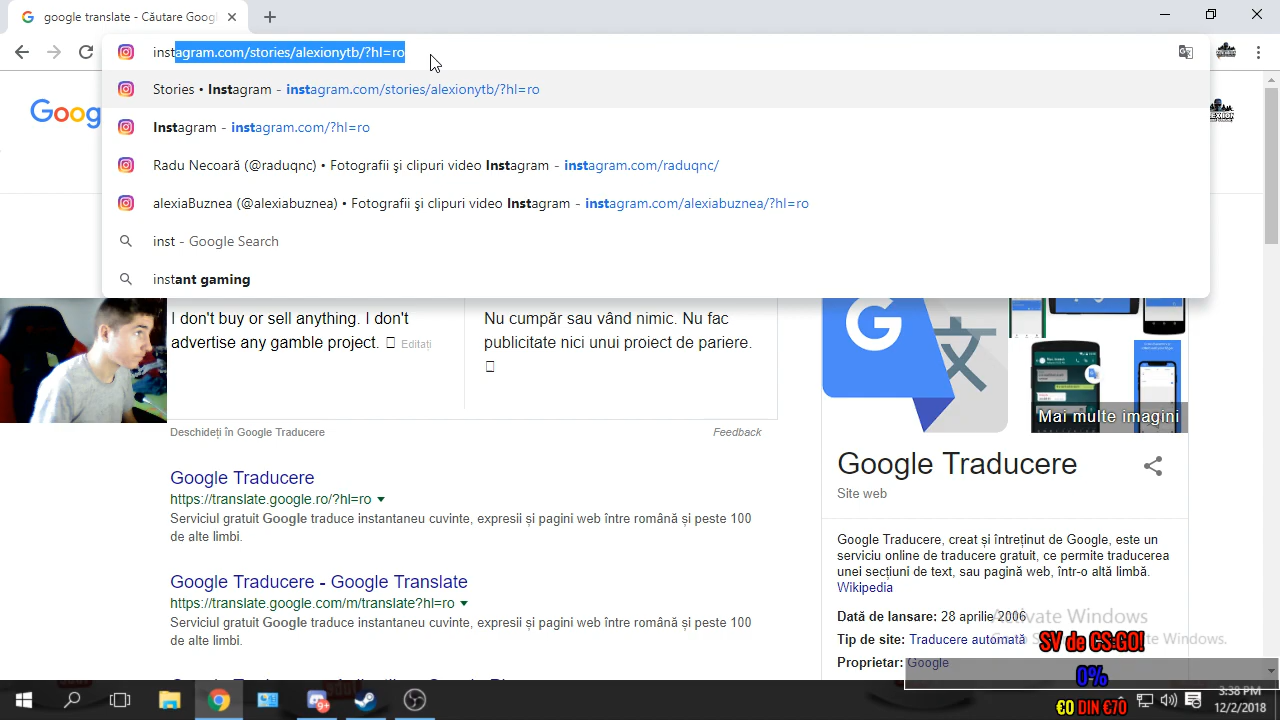 google translate - Căutare Googl
instagram.com/stories/alexionytb/?hl=ro
Stories • Instagram - instagram.com/stories/alexionytb/?hl=ro
Instagram - instagram.com/?hl=ro
Radu Necoară (@raduqnc) • Fotografii și clipuri video Instagram - instagram.com/raduqnc/
alexiaBuznea (@alexiabuznea) • Fotografii și clipuri video Instagram - instagram.com/alexiabuznea/?hl=ro
inst - Google Search
instant gaming
Goog
I don't buy or sell anything. I don't
advertise any gamble project.
Editați
Nu cumpăr sau vând nimic. Nu fac
publicitate nici unui proiect de pariere.
Deschideți în Google Traducere
Feedback
Mai multe imagini
Google Traducere
Site web
Google Traducere
https://translate.google.ro/?hl=ro
Serviciul gratuit Google traduce instantaneu cuvinte, expresii și pagini web între română și peste 100
de alte limbi.
Google Traducere - Google Translate
https://translate.google.com/m/translate?hl=ro
Serviciul gratuit Google traduce instantaneu cuvinte, expresii și pagini web între română și peste 100
de alte limbi.
Google Traducere, creat și întreținut de Google, este un
serviciu online de traducere gratuit, ce permite traducerea
unei secțiuni de text, sau pagină web, într-o altă limbă.
Wikipedia
Dată de lansare: 28 aprilie 2006
Tip de site: Traducere automată
Proprietar: Google
Activate Windows
Windows.
SV de CS:GO!
0%
€0 DIN €70
3:38 PM
12/2/2018